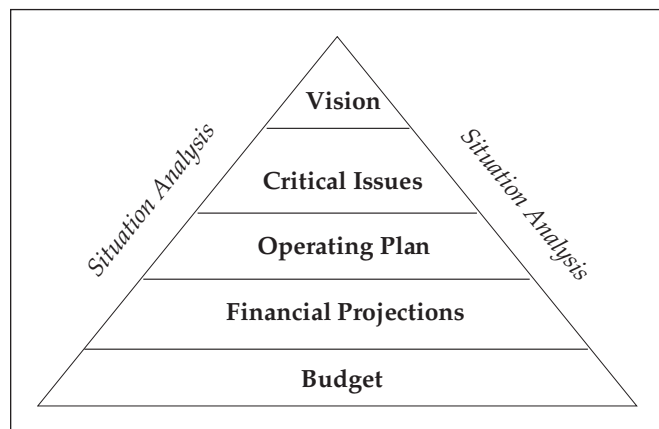 Vision
Situation Analysis
Situation Analysis
Critical Issues
Operating Plan
Financial Projections
Budget